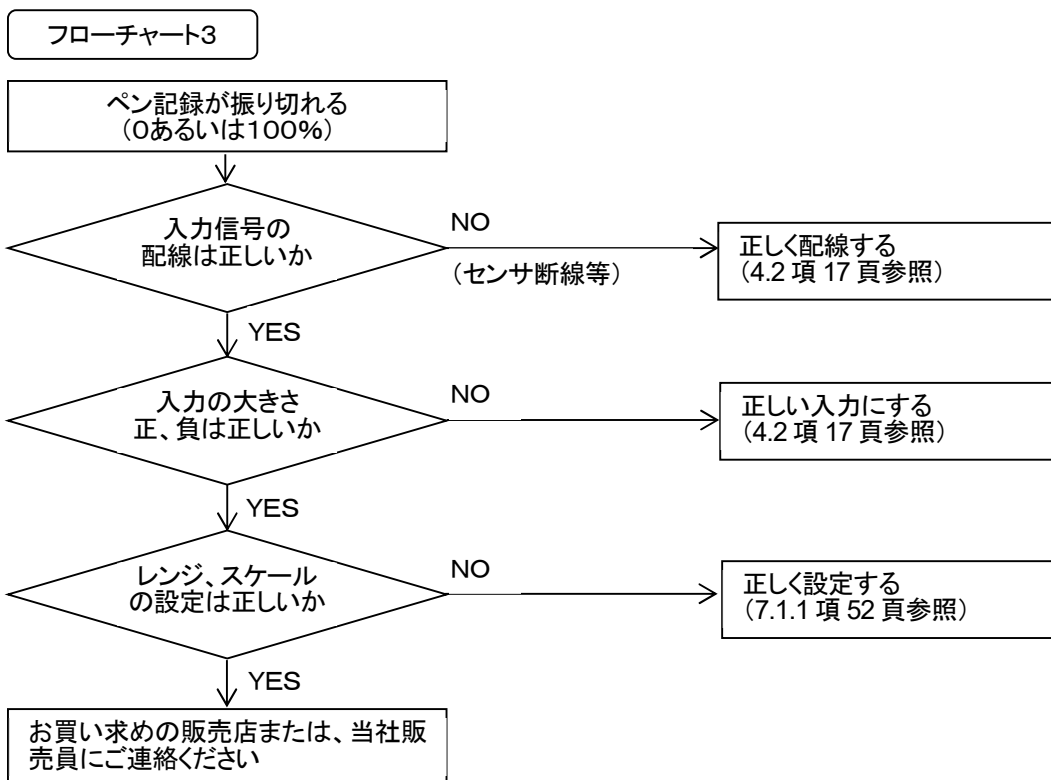 フローチャート3
ペン記録が振り切れる
(0あるいは100%)
入力信号の
配線は正しいか
NO
(センサ断線等)
正しく配線する
(4.2 項 17 頁参照)
YES
入力の大きさ
正、負は正しいか
NO
正しい入力にする
(4.2 項 17 頁参照)
YES
レンジ、スケール
の設定は正しいか
NO
正しく設定する
(7.1.1 項 52 頁参照)
YES
お買い求めの販売店または、当社販
売員にご連絡ください